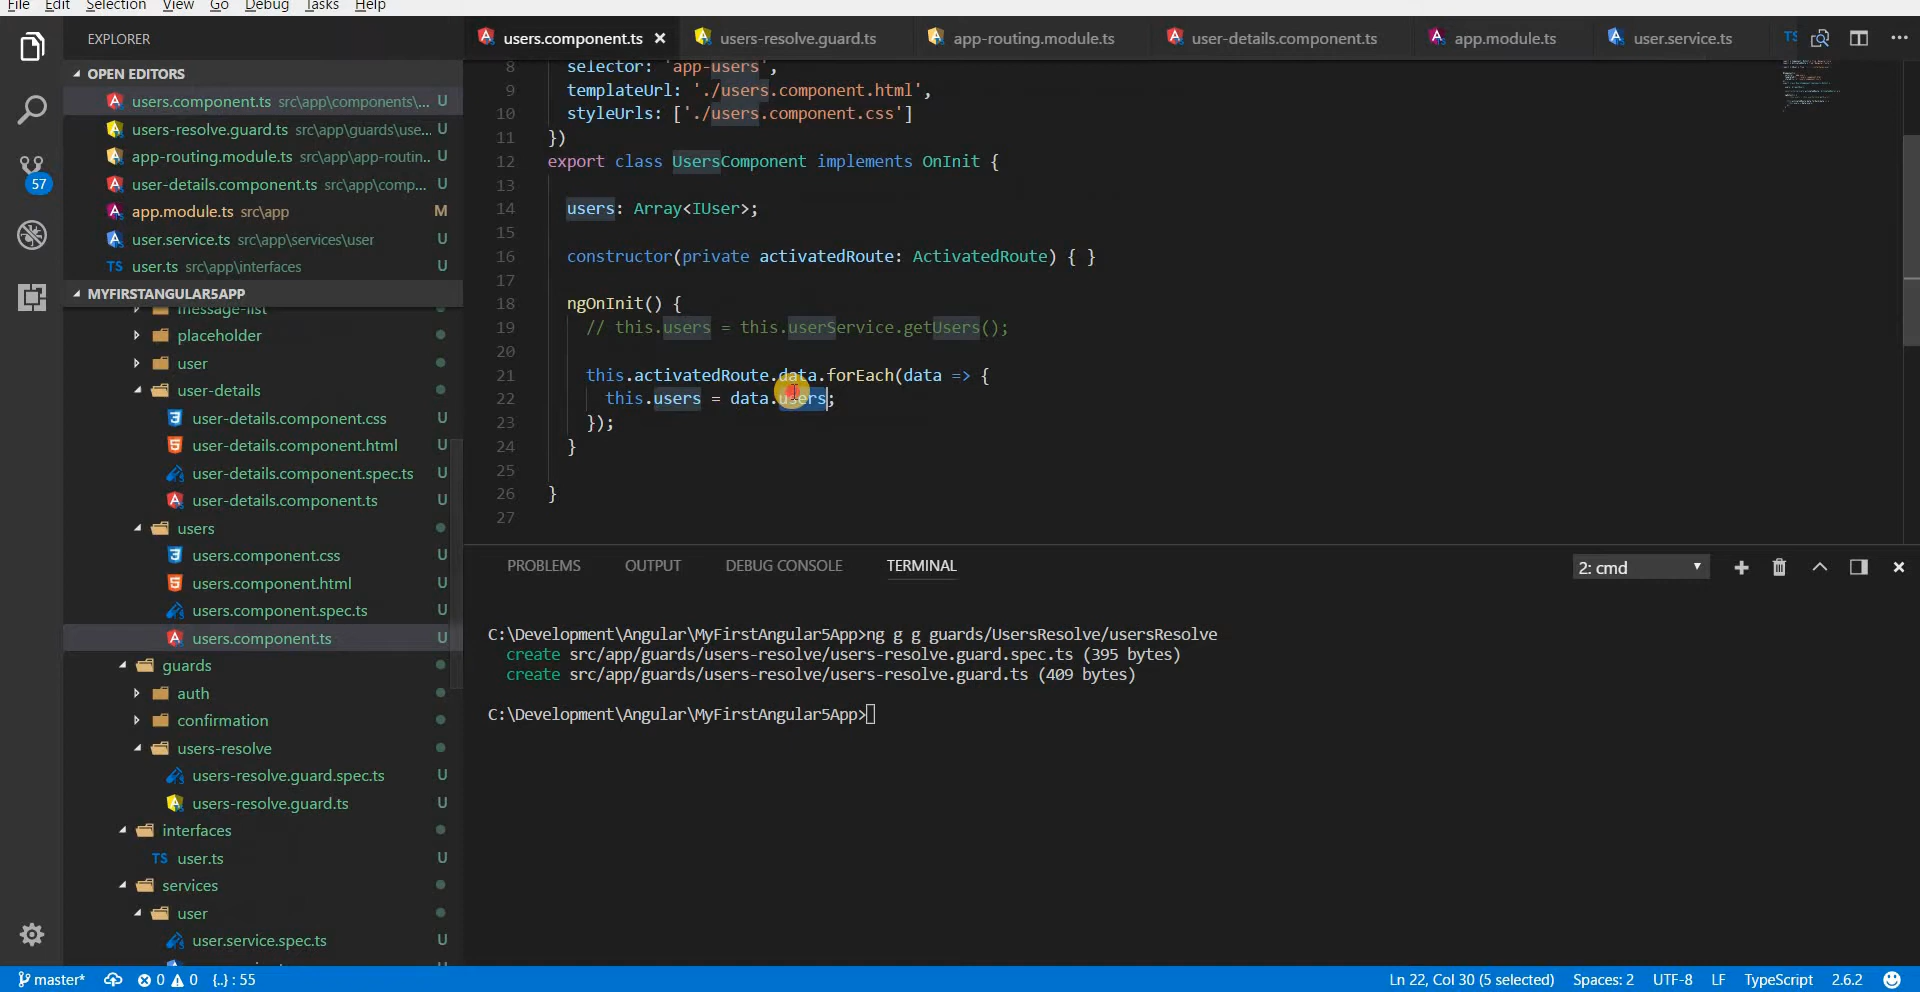 File Edit Selection View Go Debug Tasks Help
EXPLORER
OPEN EDITORS
users.component.ts src\app\components\... U
users-resolve.guard.ts src\app\guards\use... U
app-routing.module.ts src\app\app-routin... U
user-details.component.ts src\app\comp... U
app.module.ts src\app M
user.service.ts src\app\services\user U
user.ts src\app\interfaces U
MYFIRSTANGULAR5APP
message-list
placeholder
user
user-details
user-details.component.css U
user-details.component.html U
user-details.component.spec.ts U
user-details.component.ts U
users
users.component.css U
users.component.html U
users.component.spec.ts U
users.component.ts U
guards
auth
confirmation
users-resolve
users-resolve.guard.spec.ts U
users-resolve.guard.ts U
interfaces
TS user.ts U
services
user
user.service.spec.ts U
57
users.component.ts users-resolve.guard.ts app-routing.module.ts user-details.component.ts app.module.ts user.service.ts TS
8 selector: 'app-users',
9 templateUrl: './users.component.html',
10 styleUrls: ['./users.component.css']
11 })
12 export class UsersComponent implements OnInit {
13
14 users: Array<IUser>;
15
16 constructor(private activatedRoute: ActivatedRoute) { }
17
18 ngOnInit() {
19 // this.users = this.userService.getUsers();
20
21 this.activatedRoute.data.forEach(data => {
22 this.users = data.users;
23 });
24 }
25
26 }
27
PROBLEMS OUTPUT DEBUG CONSOLE TERMINAL 2: cmd
C:\Development\Angular\MyFirstAngular5App>ng g g guards/UsersResolve/usersResolve
create src/app/guards/users-resolve/users-resolve.guard.spec.ts (395 bytes)
create src/app/guards/users-resolve/users-resolve.guard.ts (409 bytes)
C:\Development\Angular\MyFirstAngular5App>
master* 0 0 {..} : 55 Ln 22, Col 30 (5 selected) Spaces: 2 UTF-8 LF TypeScript 2.6.2